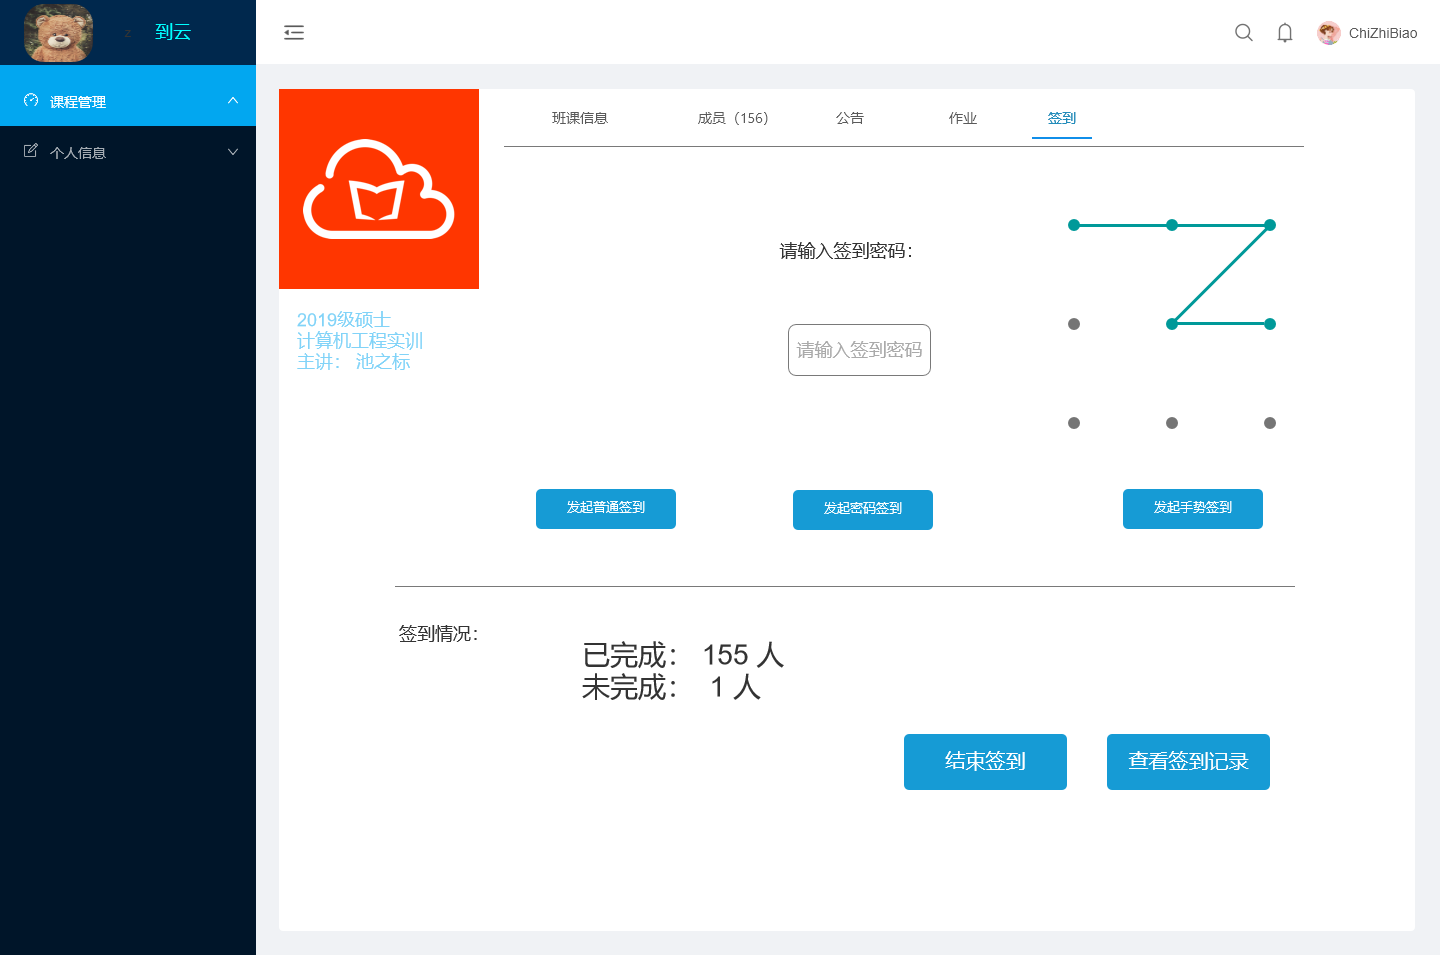 z 到云
ChiZhiBiao
课程管理
个人信息
班课信息 成员（156） 公告 作业 签到
请输入签到密码：
请输入签到密码
2019级硕士
计算机工程实训
主讲： 池之标
发起普通签到 发起密码签到 发起手势签到
签到情况：
已完成： 155 人
未完成： 1 人
结束签到 查看签到记录